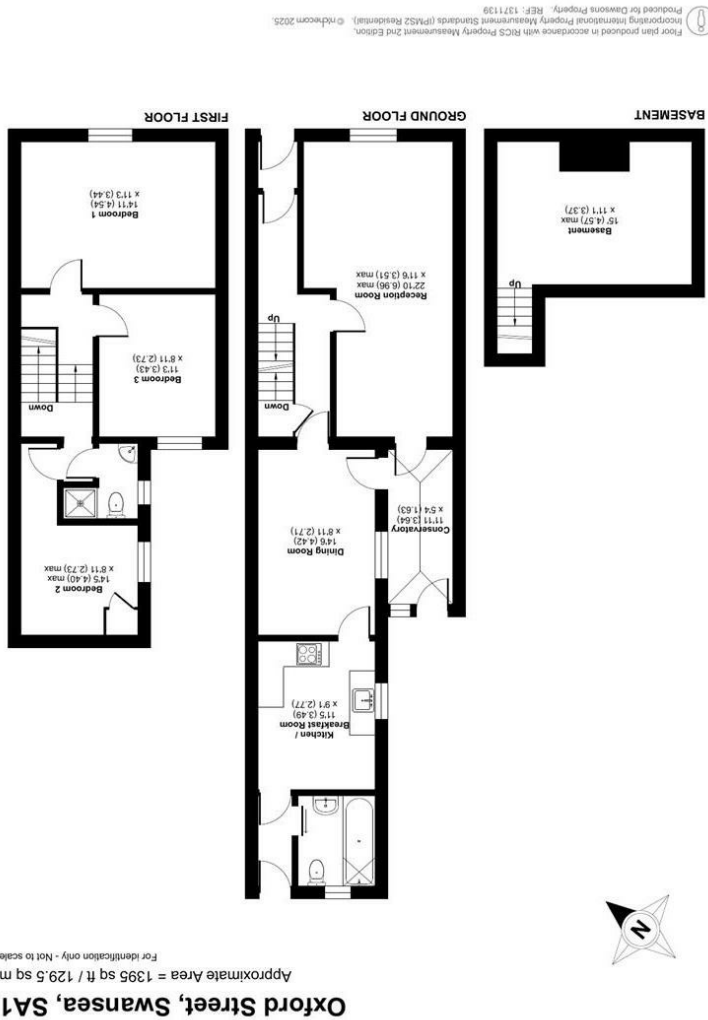 Oxford Street, Swansea, SA1
Approximate Area = 1395 sq ft / 129.5 sq m
For identification only - Not to scale
N
Kitchen /
Breakfast Room
11'5 (3.49)
x 9'1 (2.77)
Dining Room
14'6 (4.42)
x 8'11 (2.71)
Conservatory
11'11 (3.64)
x 5'4 (1.63)
Down
Up
Reception Room
22'10 (6.96) max
x 11'6 (3.51) max
GROUND FLOOR
Bedroom 2
14'5 (4.40) max
x 8'11 (2.73) max
Down
Bedroom 3
11'3 (3.43)
x 8'11 (2.73)
Bedroom 1
14'11 (4.54)
x 11'3 (3.44)
FIRST FLOOR
Up
Basement
15' (4.57) max
x 11'1 (3.37)
BASEMENT
Floor plan produced in accordance with RICS Property Measurement 2nd Edition,
Incorporating International Property Measurement Standards (IPMS2 Residential). © nichecom 2025.
Produced for Dawsons Property. REF: 1371139